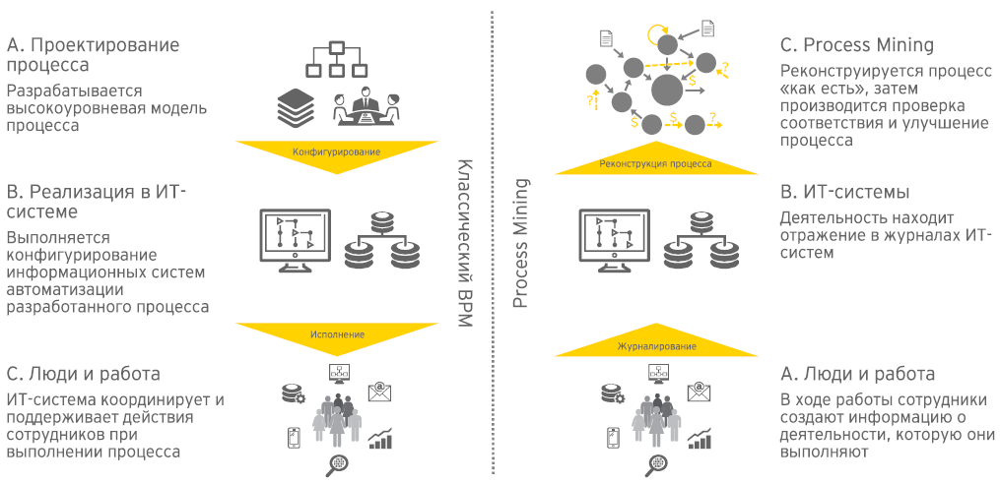 А. Проектирование
процесса
Разрабатывается
высокоуровневая модель
процесса
Конфигурирование
В. Реализация в ИТ-
системе
Выполняется
конфигурирование
информационных систем
автоматизации
разработанного процесса
Исполнение
С. Люди и работа
ИТ-система координирует и
поддерживает действия
сотрудников при
выполнении процесса
@
Классический BPM
Process Mining
?
?
?
$
$
$
С. Process Mining
Реконструируется процесс
«как есть», затем
производится проверка
соответствия и улучшение
процесса
Реконструкция процесса
В. ИТ-системы
Деятельность находит
отражение в журналах ИТ-
систем
Журналирование
А. Люди и работа
В ходе работы сотрудники
создают информацию о
деятельности, которую они
выполняют
@